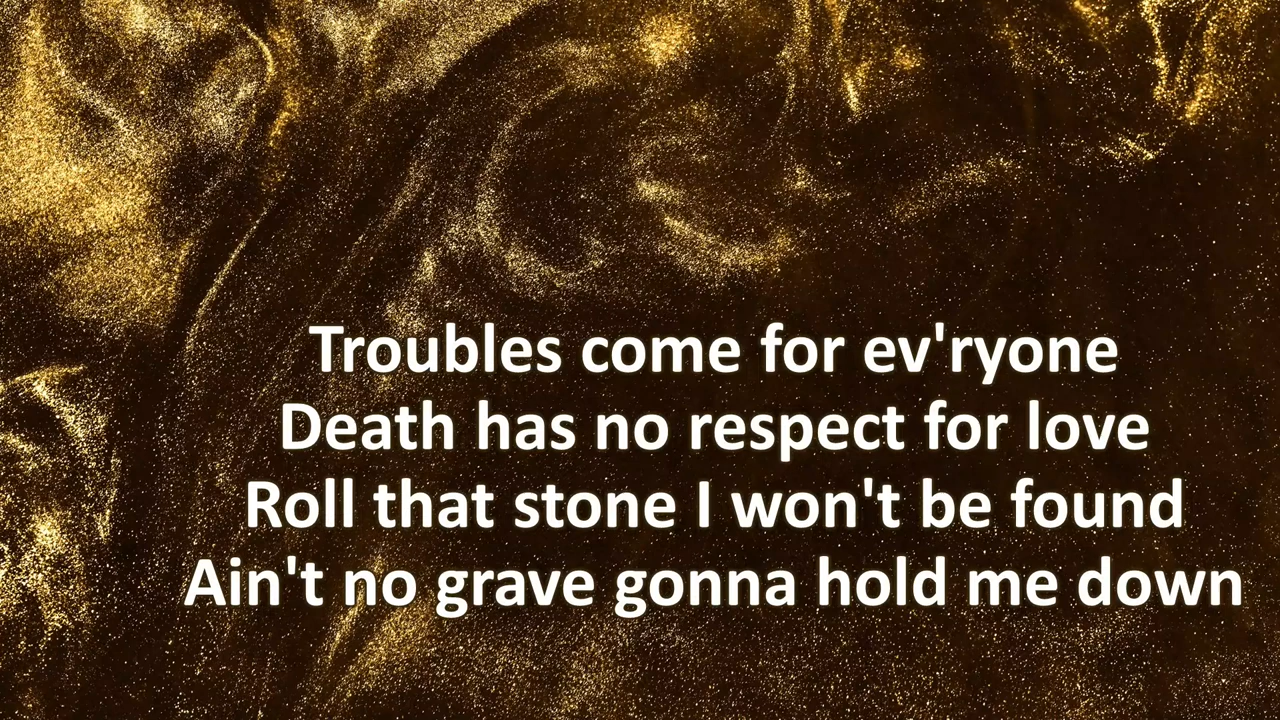 Troubles come for ev'ryone
Death has no respect for love
Roll that stone I won't be found
Ain't no grave gonna hold me down